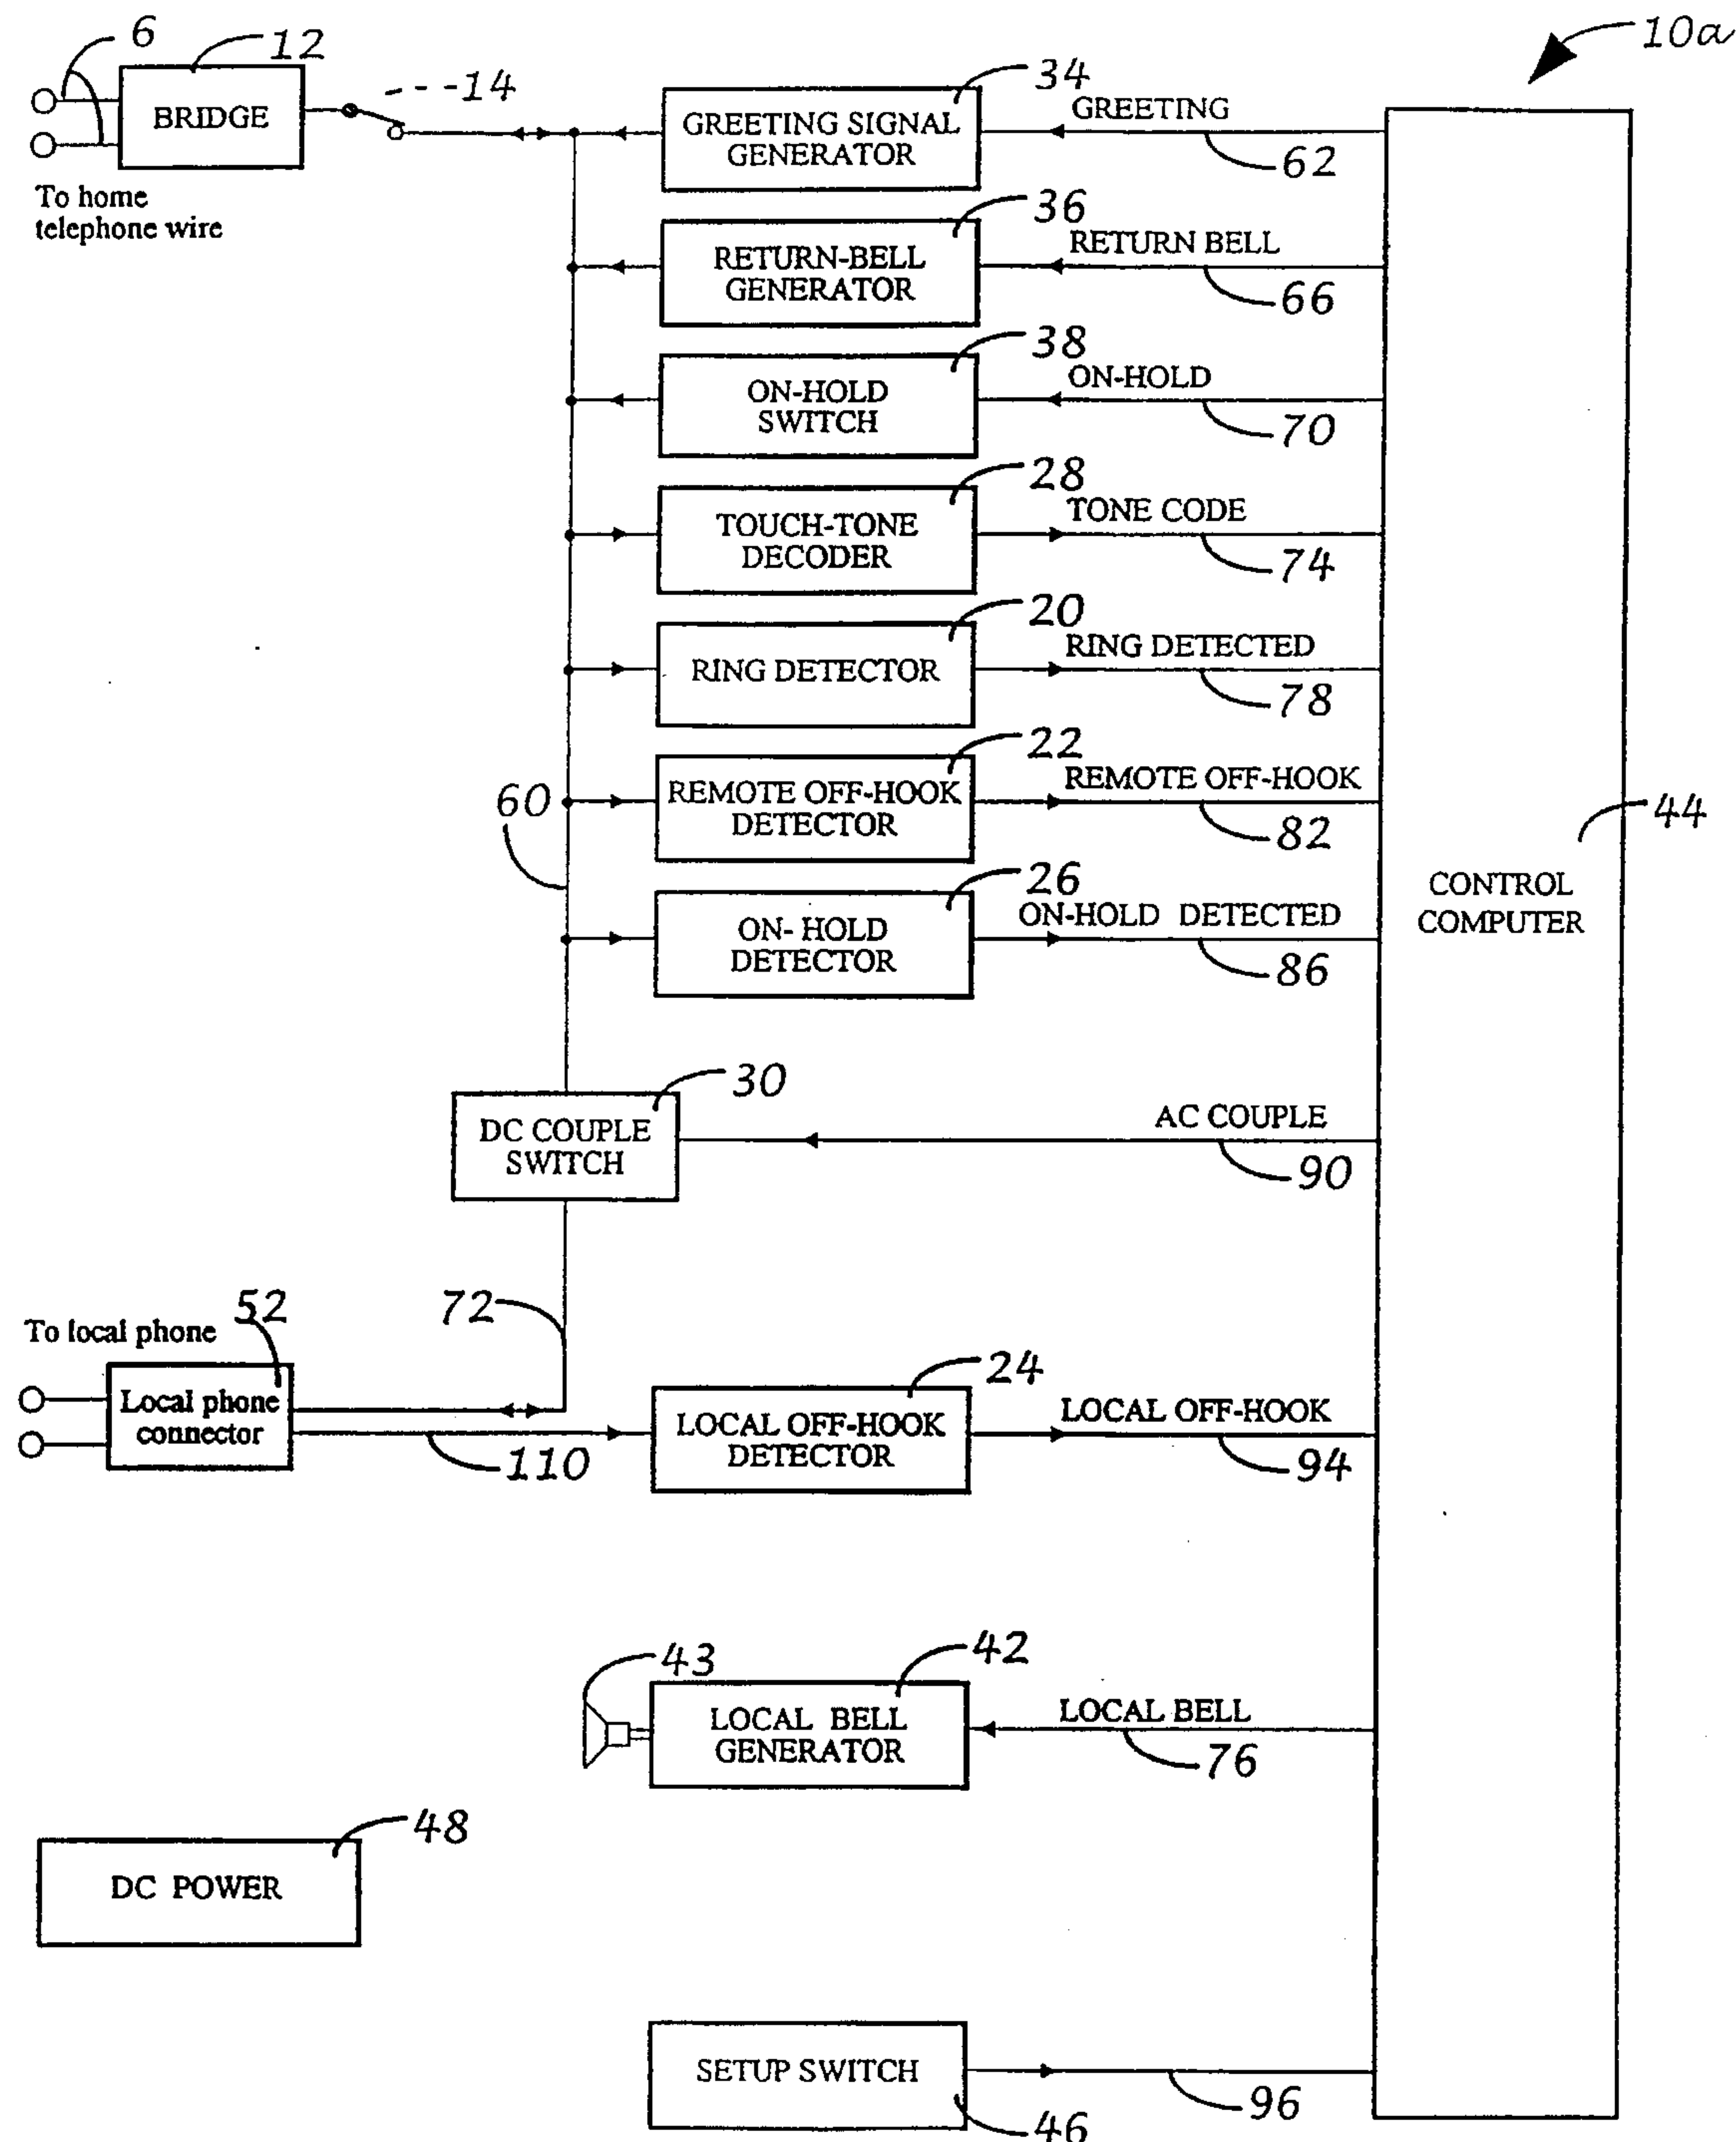 10a
6
12
14
BRIDGE
To home
telephone wire
34
GREETING SIGNAL
GENERATOR
GREETING
62
36
RETURN-BELL
GENERATOR
RETURN BELL
66
38
ON-HOLD
SWITCH
ON-HOLD
70
28
TOUCH-TONE
DECODER
TONE CODE
74
20
RING DETECTOR
RING DETECTED
78
22
REMOTE OFF-HOOK
DETECTOR
REMOTE OFF-HOOK
82
60
44
CONTROL
COMPUTER
26
ON- HOLD
DETECTOR
ON-HOLD DETECTED
86
30
DC COUPLE
SWITCH
AC COUPLE
90
72
To local phone
52
Local phone
connector
110
24
LOCAL OFF-HOOK
DETECTOR
LOCAL OFF-HOOK
94
43
42
LOCAL BELL
GENERATOR
LOCAL BELL
76
48
DC POWER
SETUP SWITCH
46
96